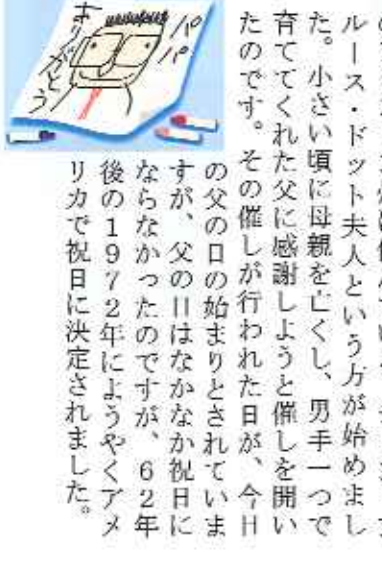 ルース・ドット夫人という方が始めまし
た。小さい頃に母親を亡くし、男手一つで
育ててくれた父に感謝しようと催しを開い
たのです。その催しが行われた日が、今日
の父の日の始まりとされていま
すが、父の日はなかなか祝日に
ならなかったのですが、62年
後の1972年にようやくアメ
リカで祝日に決定されました。
パパ
ありがとう